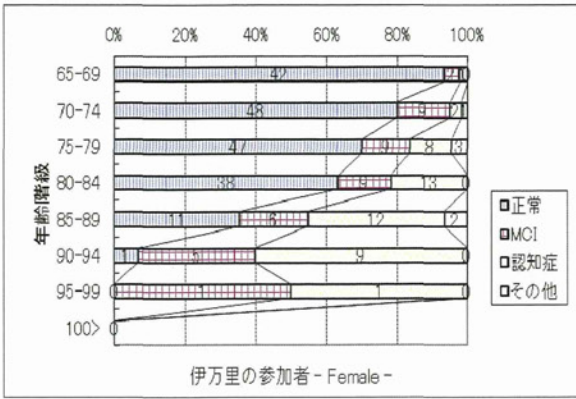 0% 20% 40% 60% 80% 100%
年齢階級
65-69 42 2 1 0
70-74 48 9 2 1
75-79 47 9 8 3
80-84 38 9 13 0
85-89 11 6 12 2
90-94 1 5 9 0
95-99 0 1 1 0
100> 0
正常
MCI
認知症
その他
伊万里の参加者 - Female -